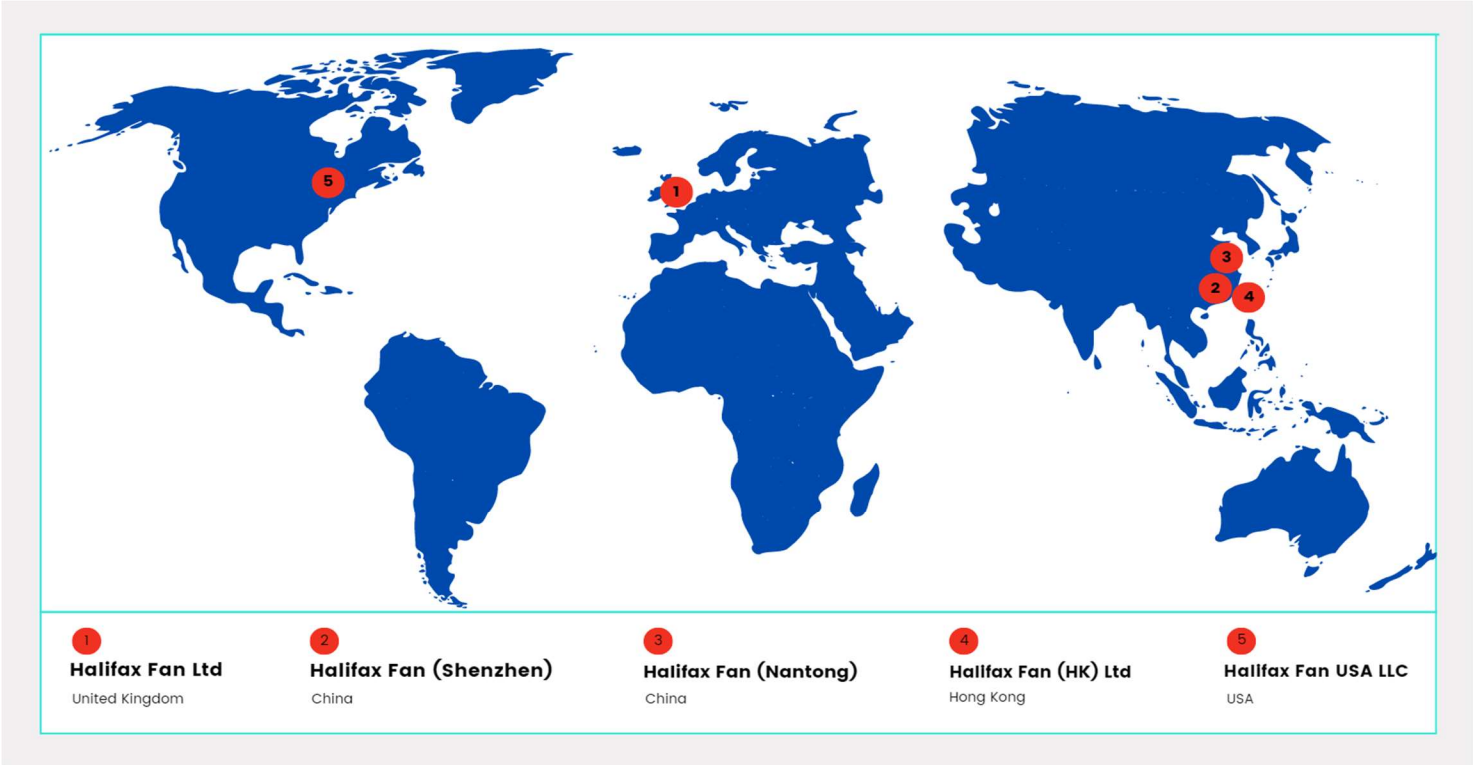 5
1
3
2
4
1
Halifax Fan Ltd
United Kingdom
2
Halifax Fan (Shenzhen)
China
3
Halifax Fan (Nantong)
China
4
Halifax Fan (HK) Ltd
Hong Kong
5
Halifax Fan USA LLC
USA